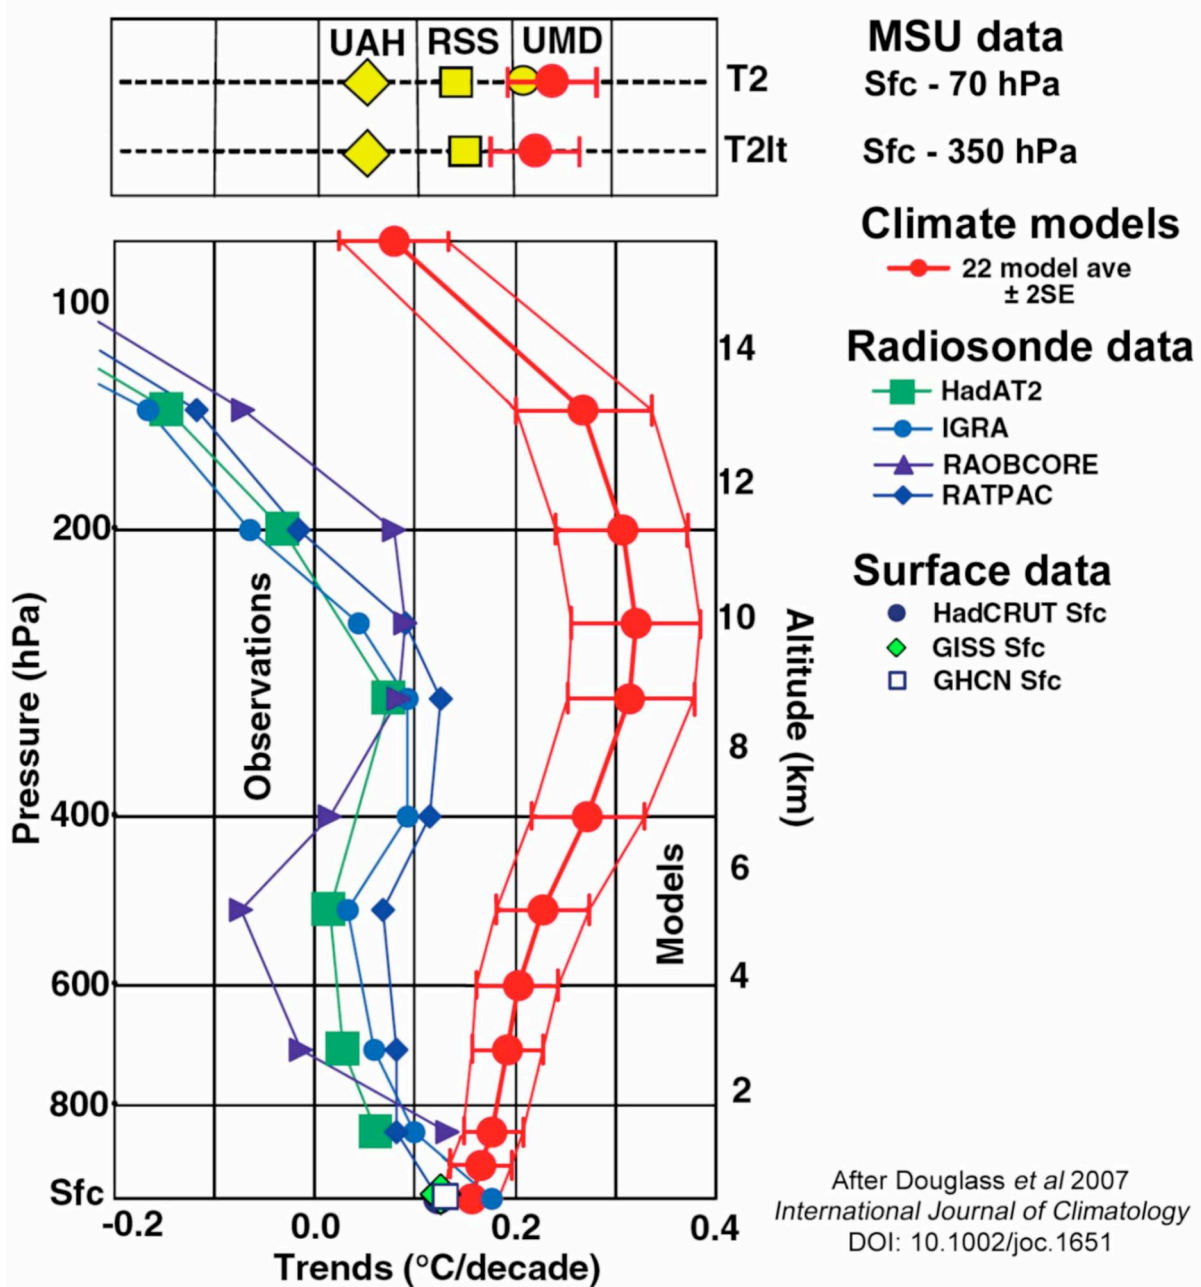 UAH RSS UMD
T2
T2lt
MSU data
Sfc - 70 hPa
Sfc - 350 hPa
Climate models
22 model ave
± 2SE
Radiosonde data
HadAT2
IGRA
RAOBCORE
RATPAC
Surface data
HadCRUT Sfc
GISS Sfc
GHCN Sfc
Pressure (hPa)
100
200
400
600
800
Sfc
Observations
Models
14
12
10
8
6
4
2
Altitude (km)
-0.2 0.0 0.2 0.4
Trends (°C/decade)
After Douglass et al 2007
International Journal of Climatology
DOI: 10.1002/joc.1651